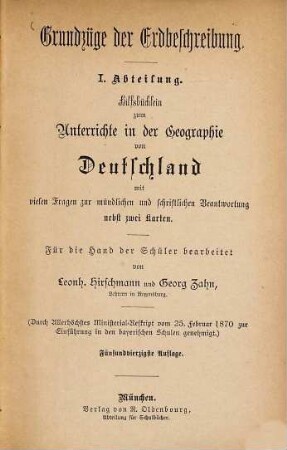 Grundzüge der Erdbeschreibung.
I. Abteilung.
Hilfsbüchlein
zum
Unterrichte in der Geographie
von
Deutschland
mit
vielen Fragen zur mündlichen und schriftlichen Beantwortung
nebst zwei Karten.
Für die Hand der Schüler bearbeitet
von
Leonh. Hirschmann und Georg Zahn,
Lehrer in Regensburg.
(Durch Allerhöchstes Ministerial-Reskript vom 25. Februar 1870 zur
Einführung in den bayerischen Schulen genehmigt.)
Fünfundvierzigste Auflage.
München.
Verlag von R. Oldenbourg,
Abteilung für Schulbücher.